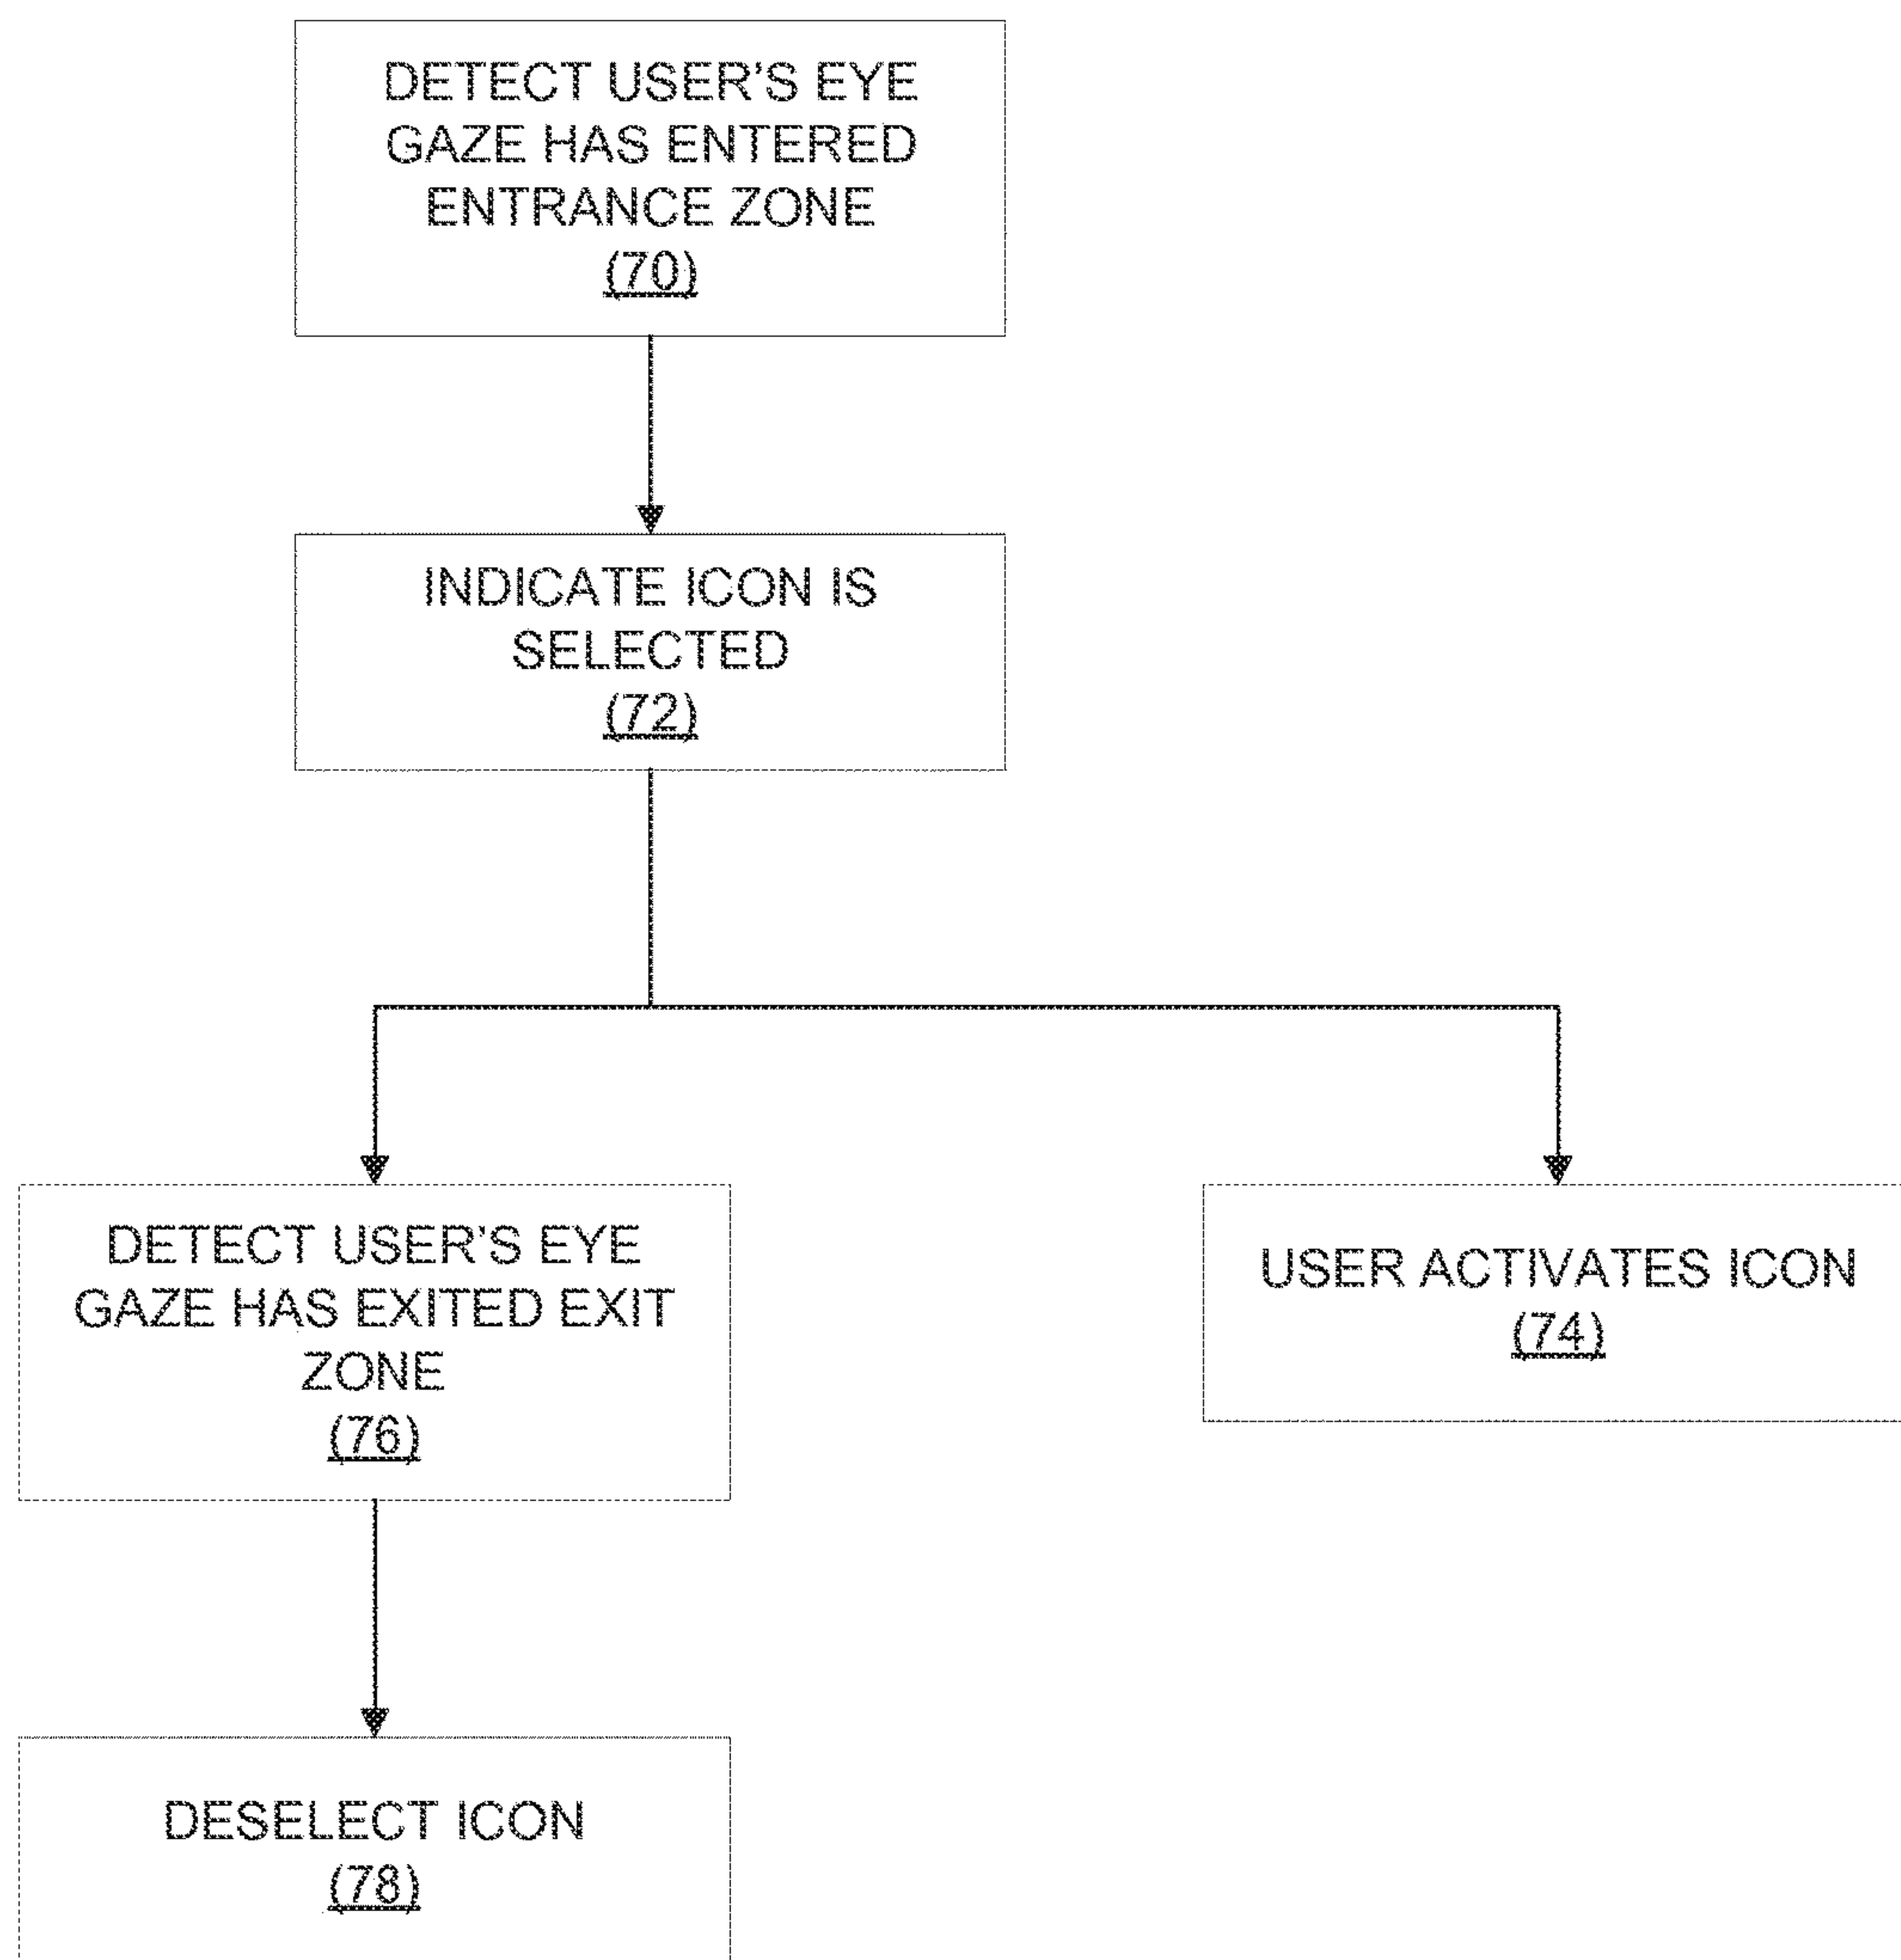 DETECT USER'S EYE
GAZE HAS ENTERED
ENTRANCE ZONE
(70)
INDICATE ICON IS
SELECTED
(72)
DETECT USER'S EYE
GAZE HAS EXITED EXIT
ZONE
(76)
USER ACTIVATES ICON
(74)
DESELECT ICON
(78)